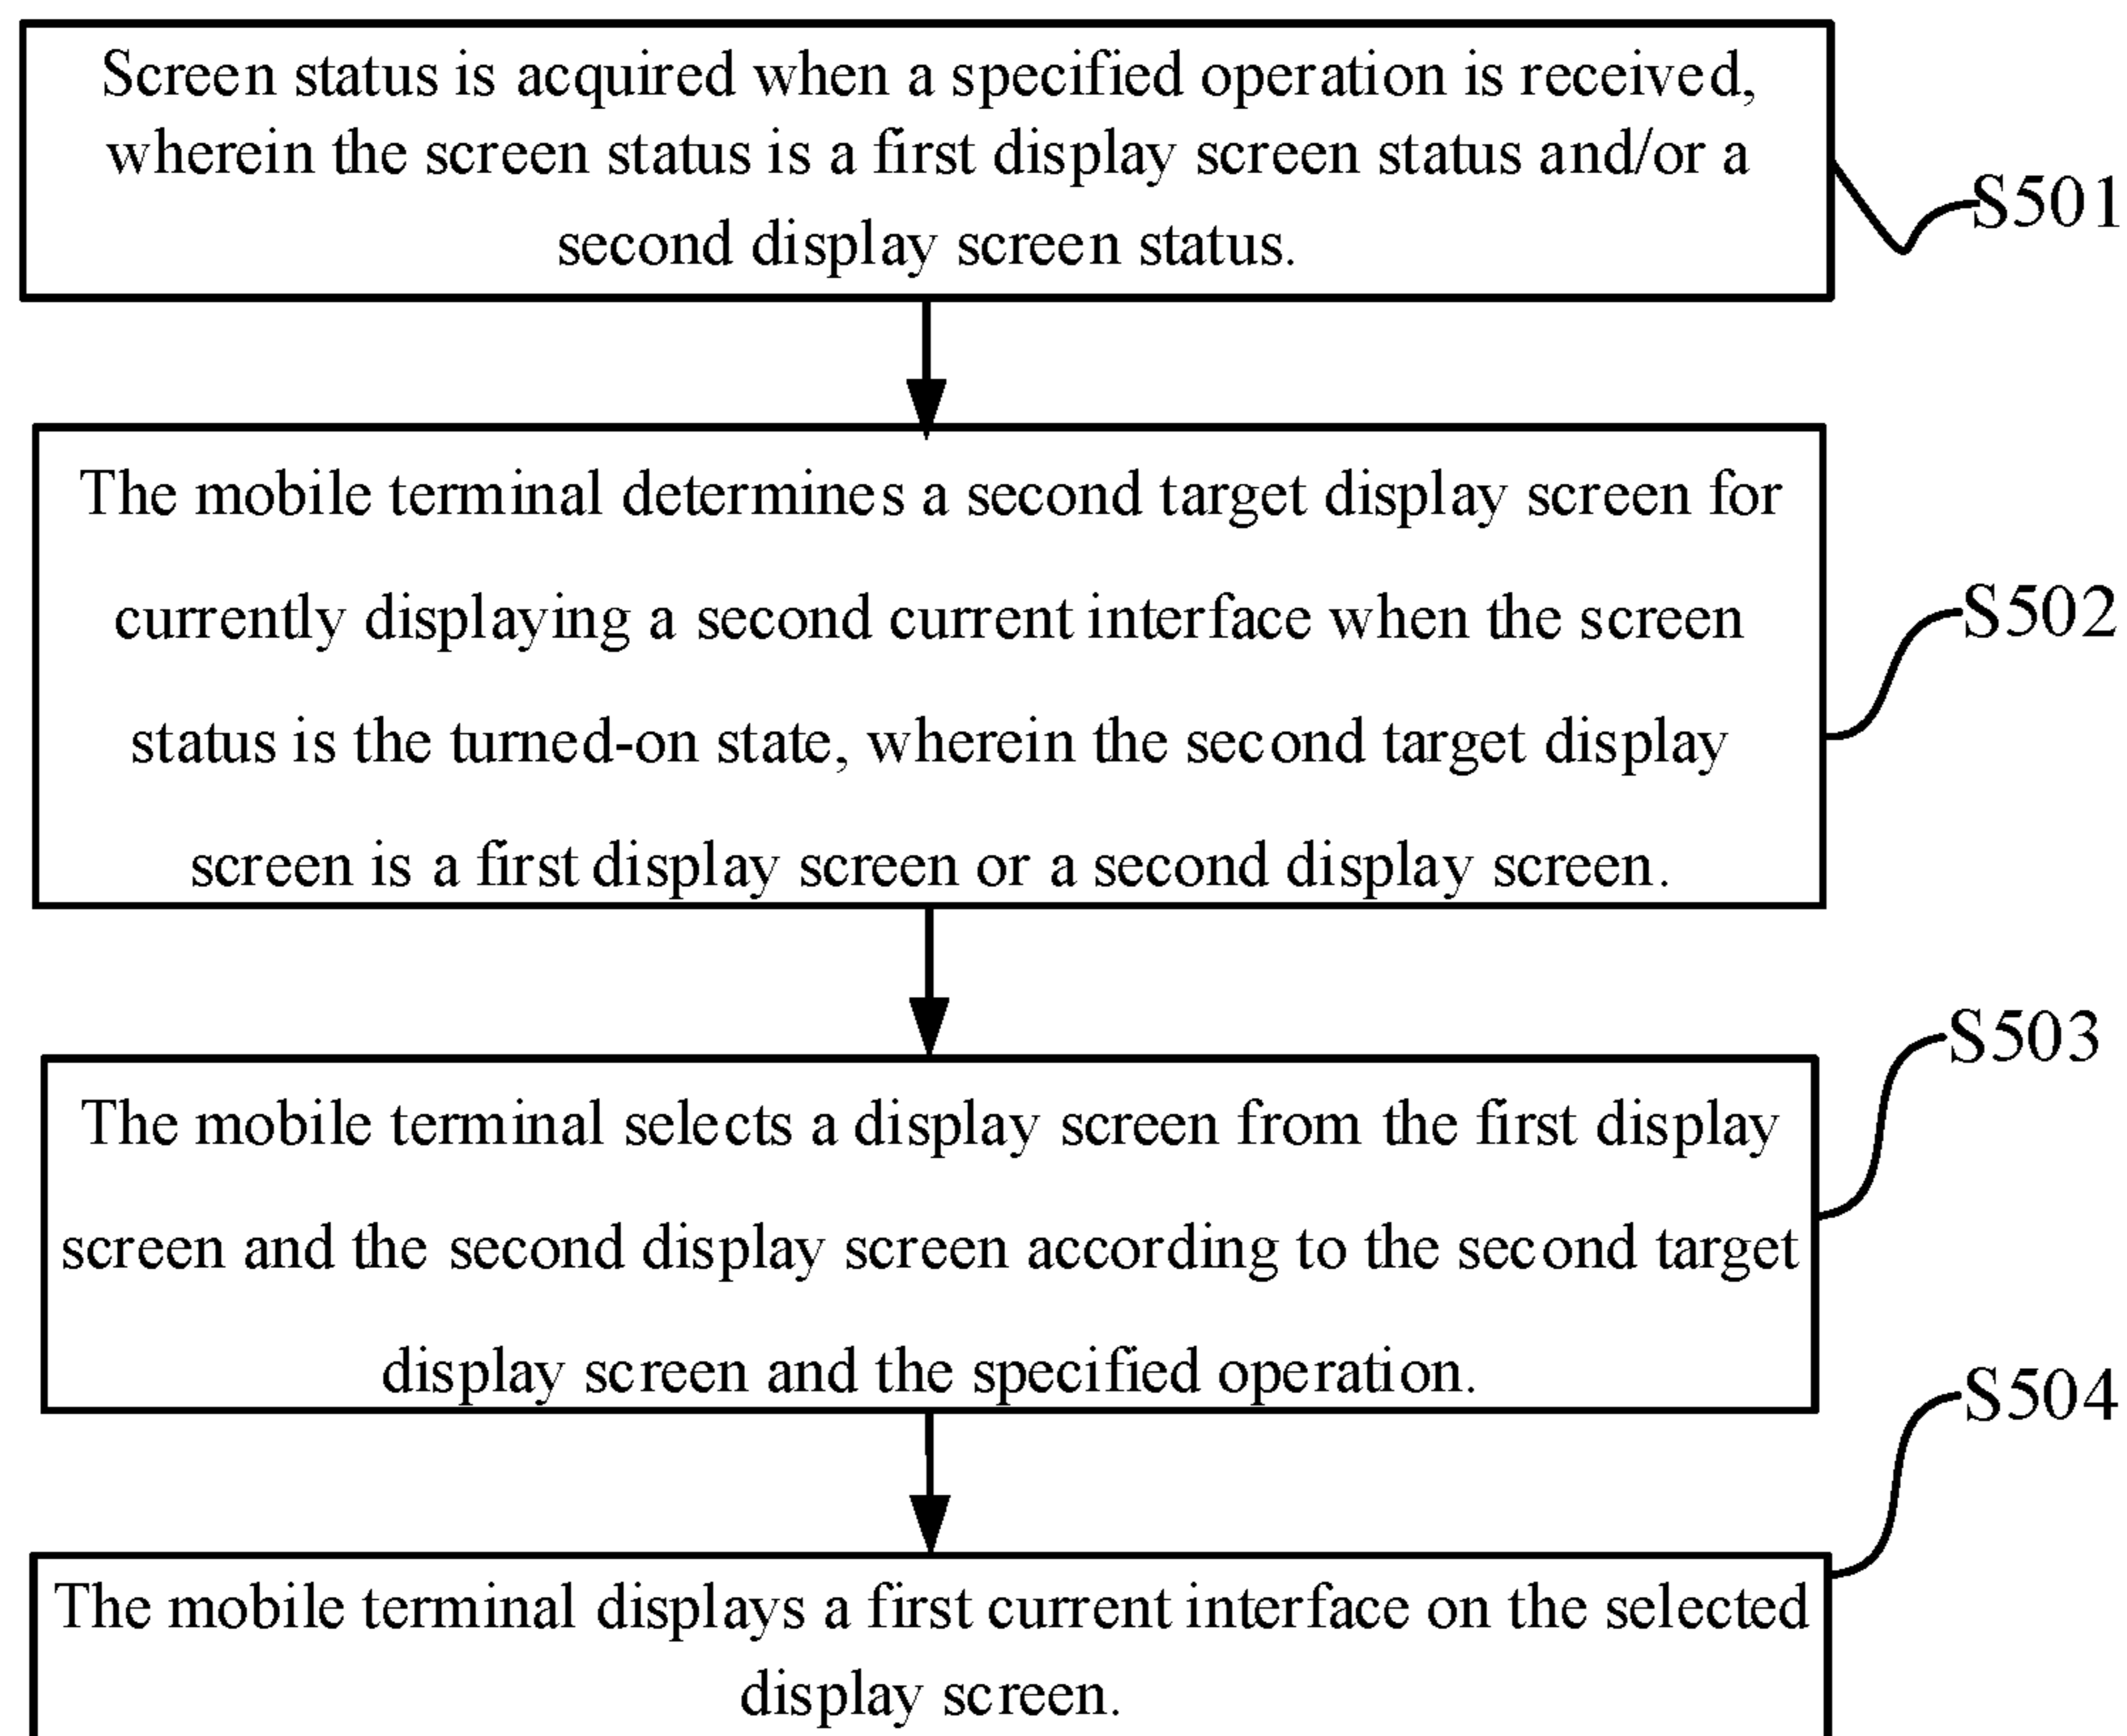 Screen status is acquired when a specified operation is received,
wherein the screen status is a first display screen status and/or a
second display screen status.
S501
The mobile terminal determines a second target display screen for
currently displaying a second current interface when the screen
status is the turned-on state, wherein the second target display
screen is a first display screen or a second display screen.
S502
The mobile terminal selects a display screen from the first display
screen and the second display screen according to the second target
display screen and the specified operation.
S503
The mobile terminal displays a first current interface on the selected
display screen.
S504